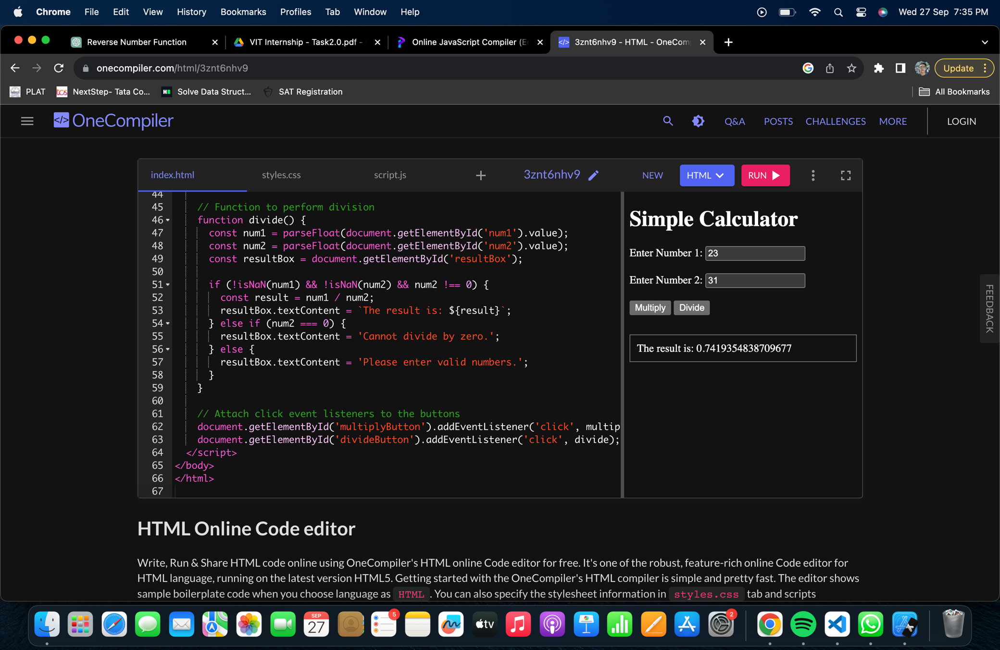 Chrome File Edit View History Bookmarks Profiles Tab Window Help Wed 27 Sep 7:35 PM
Reverse Number Function VIT Internship - Task2.0.pdf - Online JavaScript Compiler (E 3znt6nhv9 - HTML - OneCom
onecompiler.com/html/3znt6nhv9 Update
PLAT tcs NextStep- Tata Co... H Solve Data Struct... SAT Registration All Bookmarks
</> OneCompiler Q&A POSTS CHALLENGES MORE LOGIN
index.html styles.css script.js + 3znt6nhv9 NEW HTML RUN
44
45 // Function to perform division
46 function divide() {
47 const num1 = parseFloat(document.getElementById('num1').value);
48 const num2 = parseFloat(document.getElementById('num2').value);
49 const resultBox = document.getElementById('resultBox');
50
51 if (!isNaN(num1) && !isNaN(num2) && num2 !== 0) {
52 const result = num1 / num2;
53 resultBox.textContent = `The result is: ${result}`;
54 } else if (num2 === 0) {
55 resultBox.textContent = 'Cannot divide by zero.';
56 } else {
57 resultBox.textContent = 'Please enter valid numbers.';
58 }
59 }
60
61 // Attach click event listeners to the buttons
62 document.getElementById('multiplyButton').addEventListener('click', multip
63 document.getElementById('divideButton').addEventListener('click', divide);
64 </script>
65 </body>
66 </html>
67
Simple Calculator
Enter Number 1: 23
Enter Number 2: 31
Multiply Divide
The result is: 0.7419354838709677
FEEDBACK
HTML Online Code editor
Write, Run & Share HTML code online using OneCompiler's HTML online Code editor for free. It's one of the robust, feature-rich online Code editor for
HTML language, running on the latest version HTML5. Getting started with the OneCompiler's HTML compiler is simple and pretty fast. The editor shows
sample boilerplate code when you choose language as HTML . You can also specify the stylesheet information in styles.css tab and scripts
SEP 5 tv 2
27